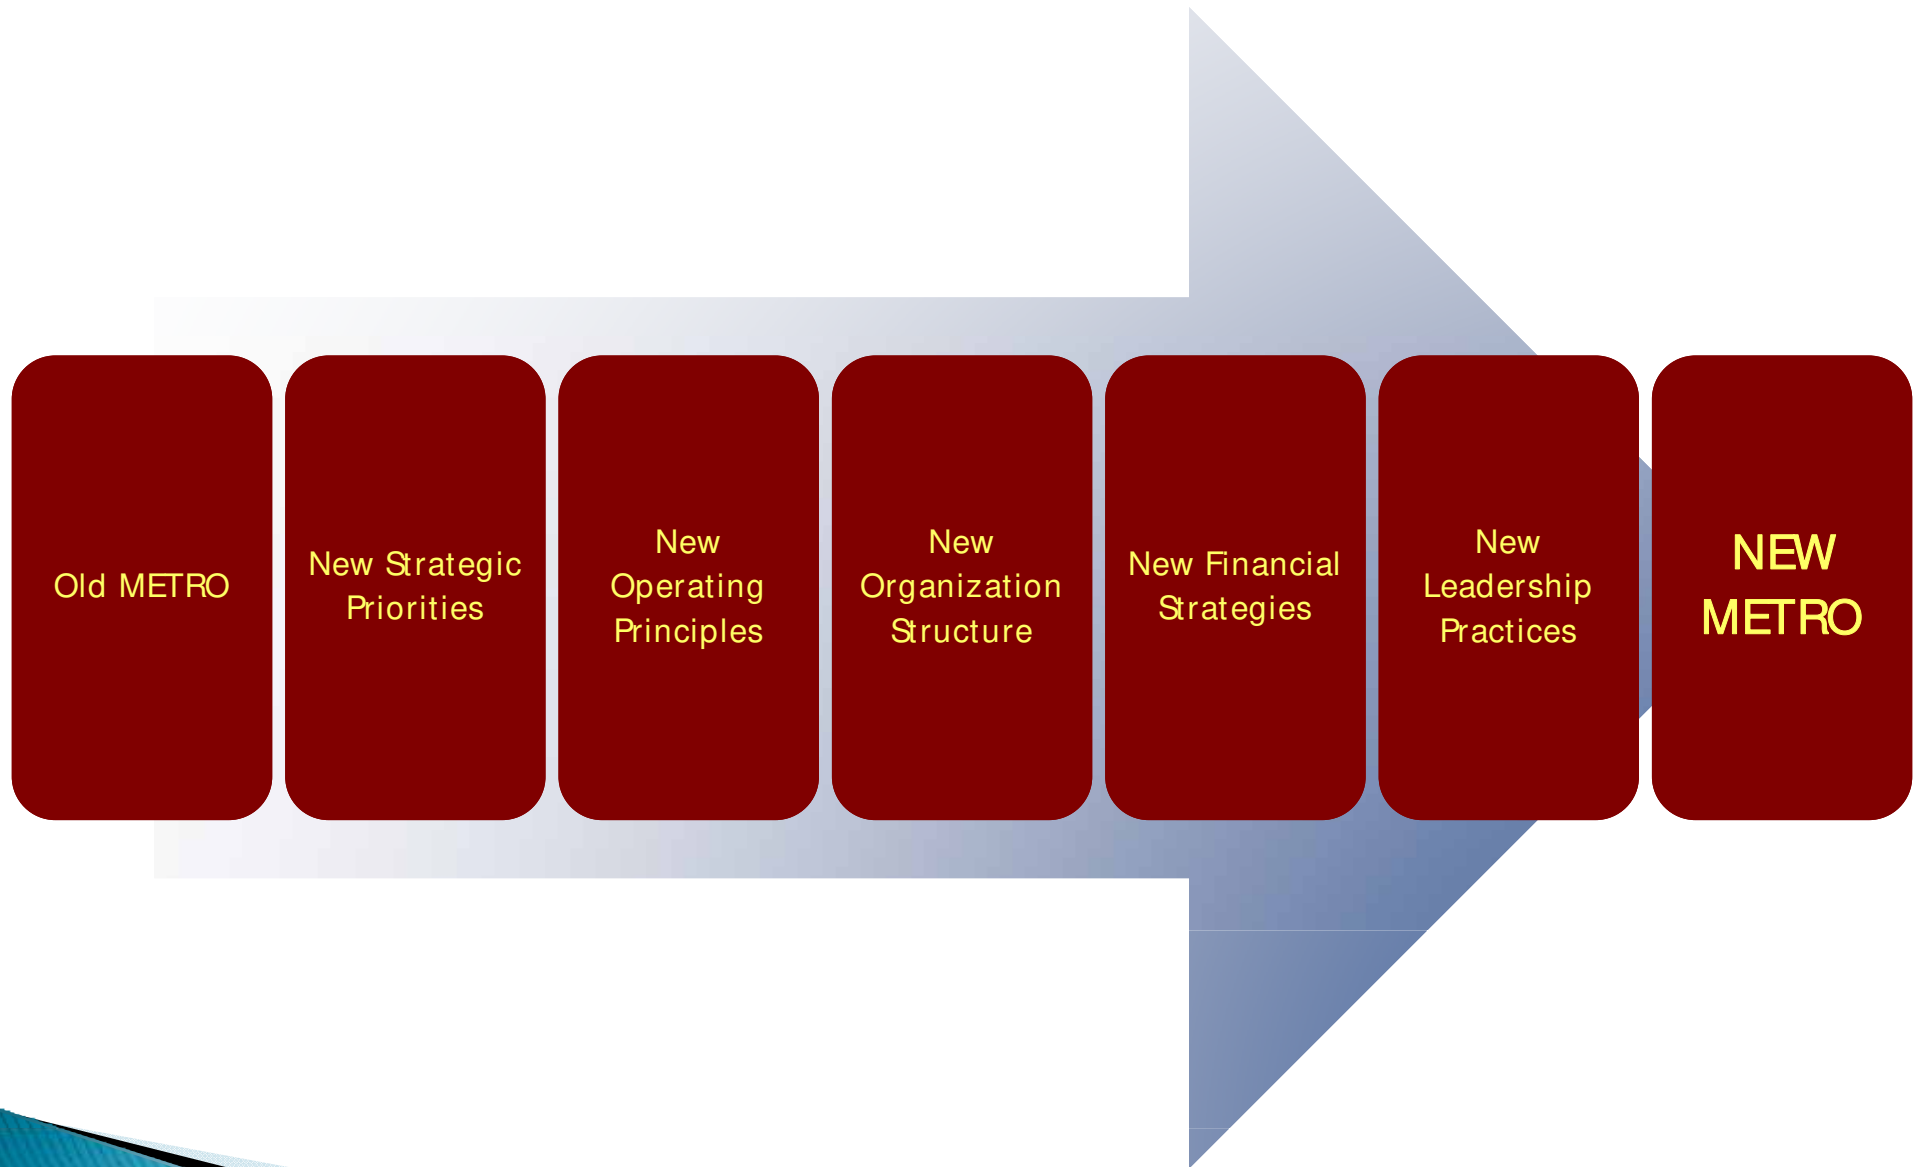 Old METRO
New Strategic
Priorities
New
Operating
Principles
New
Organization
Structure
New Financial
Strategies
New
Leadership
Practices
NEW
METRO